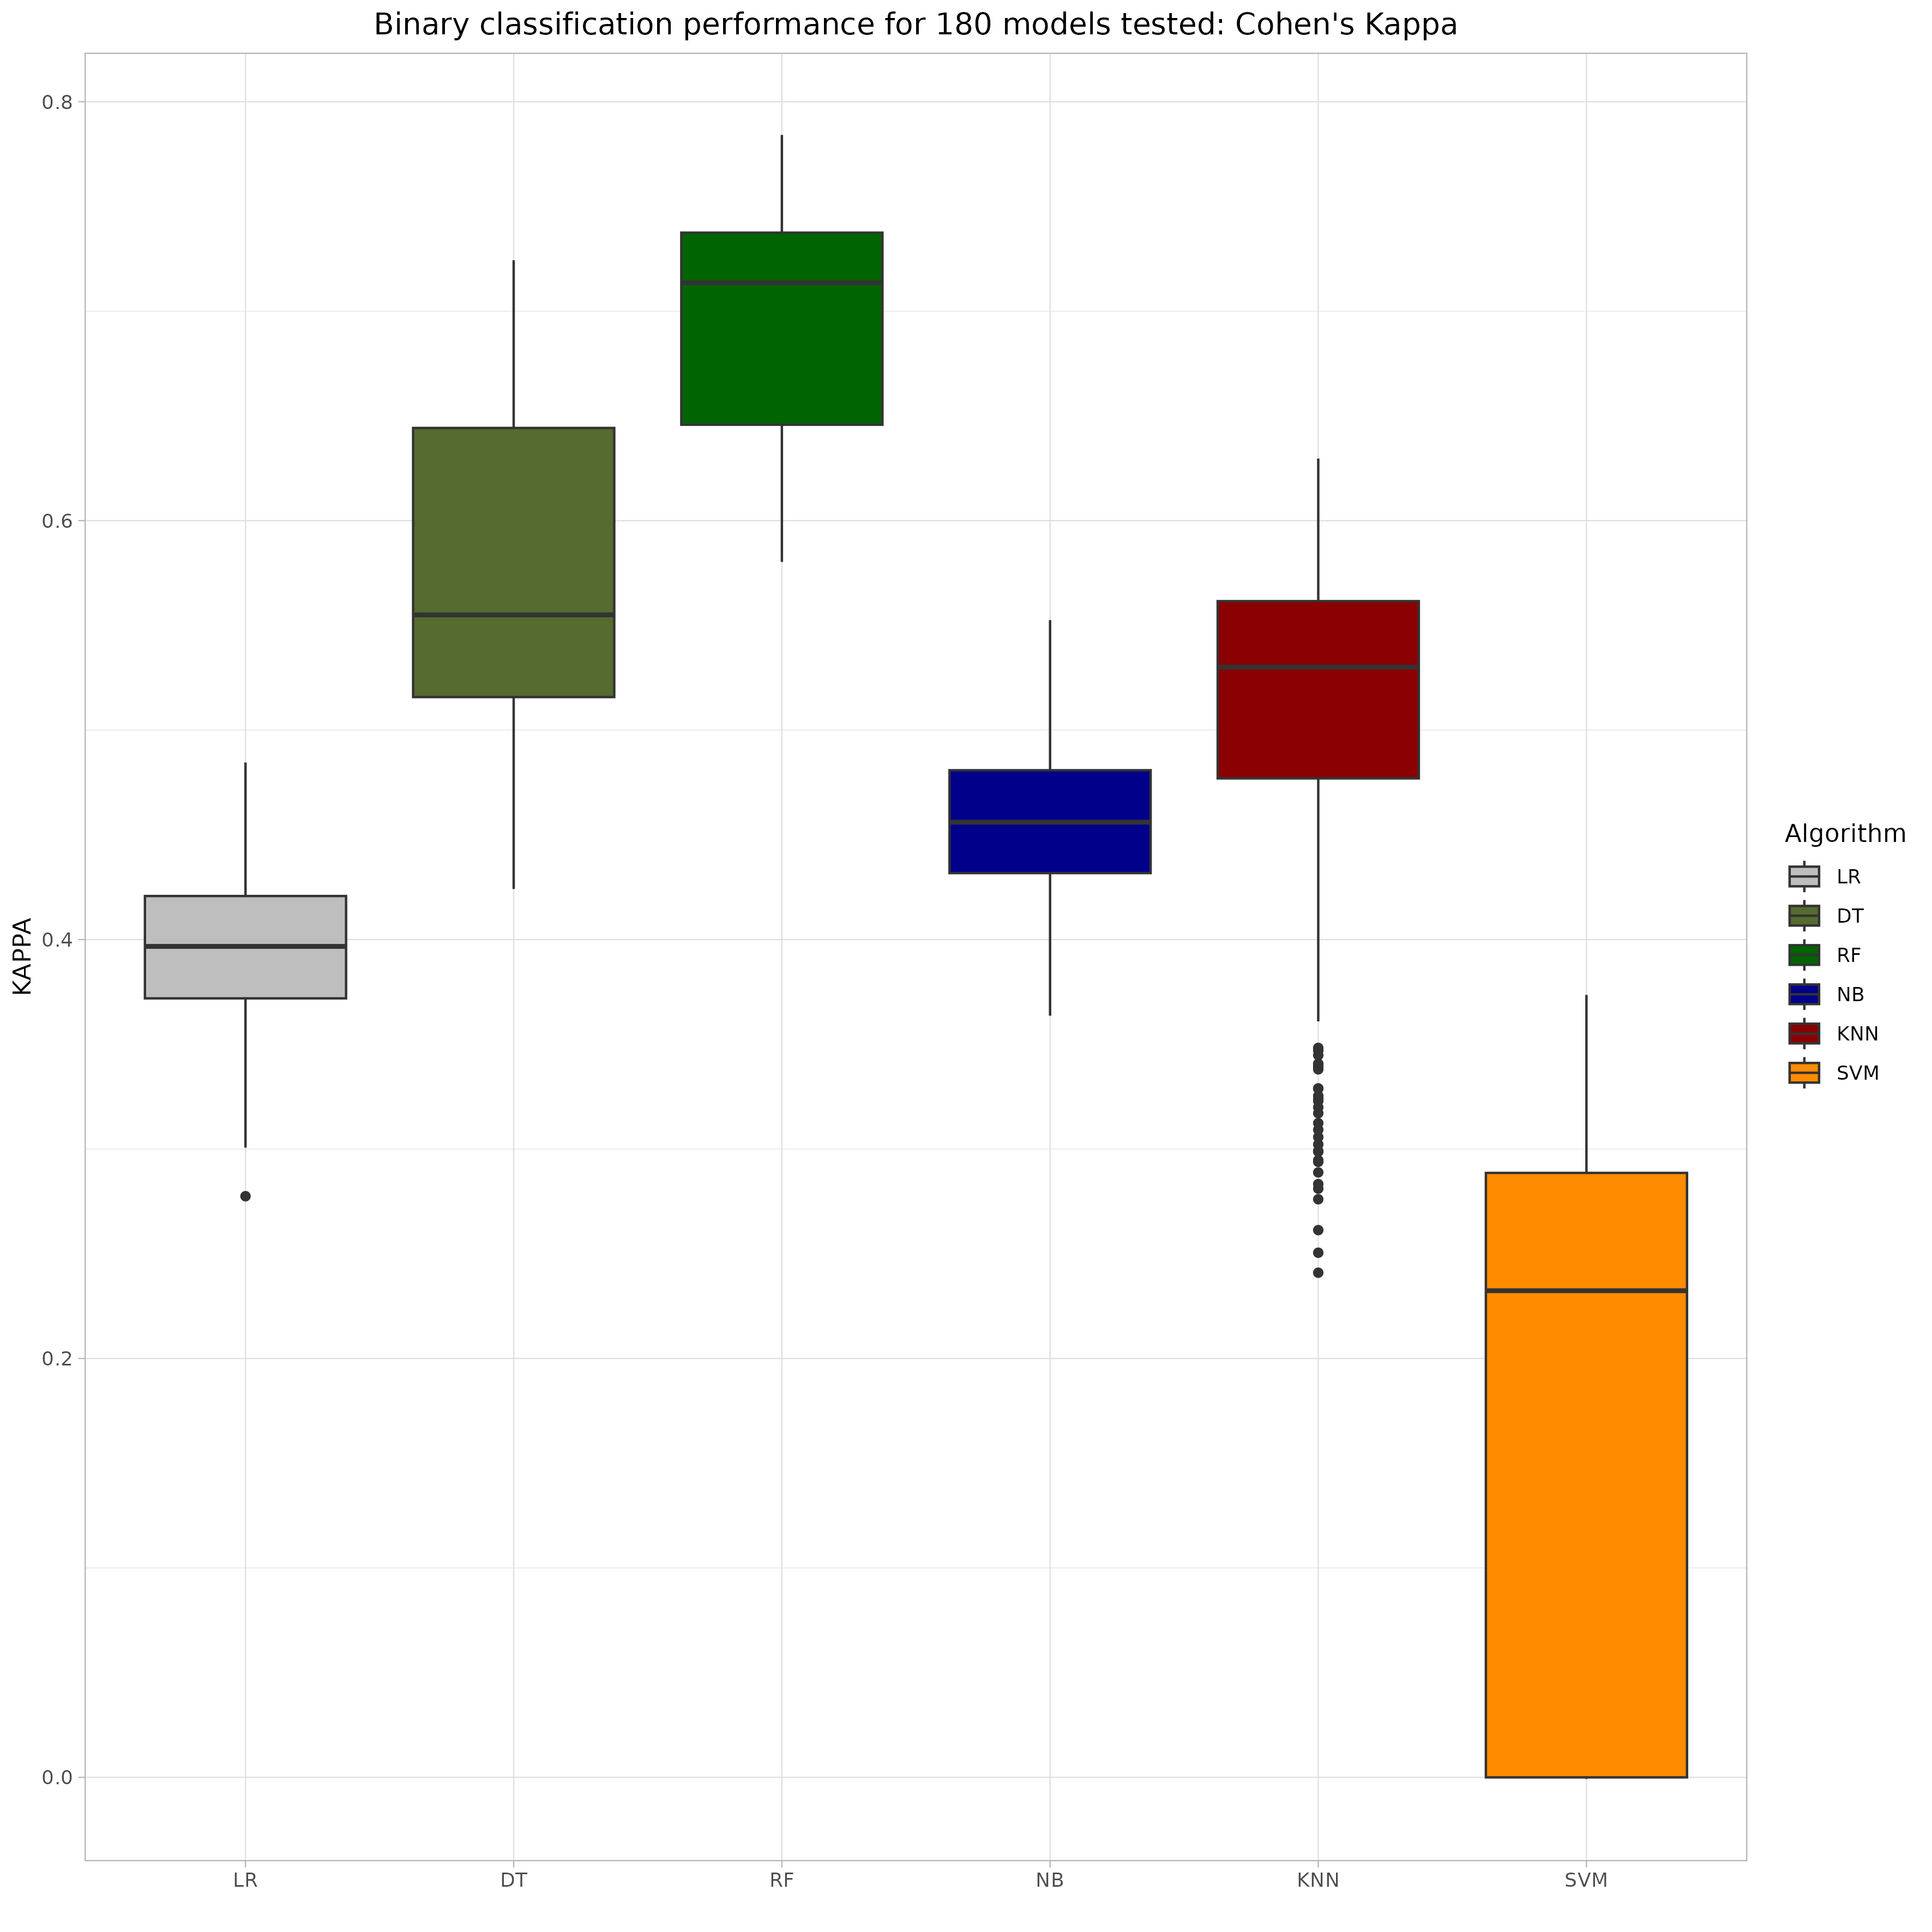 Binary classification performance for 180 models tested: Cohen's Kappa
KAPPA
0.8
0.6
0.4
0.2
0.0
LR
DT
RF
NB
KNN
SVM
Algorithm
LR
DT
RF
NB
KNN
SVM